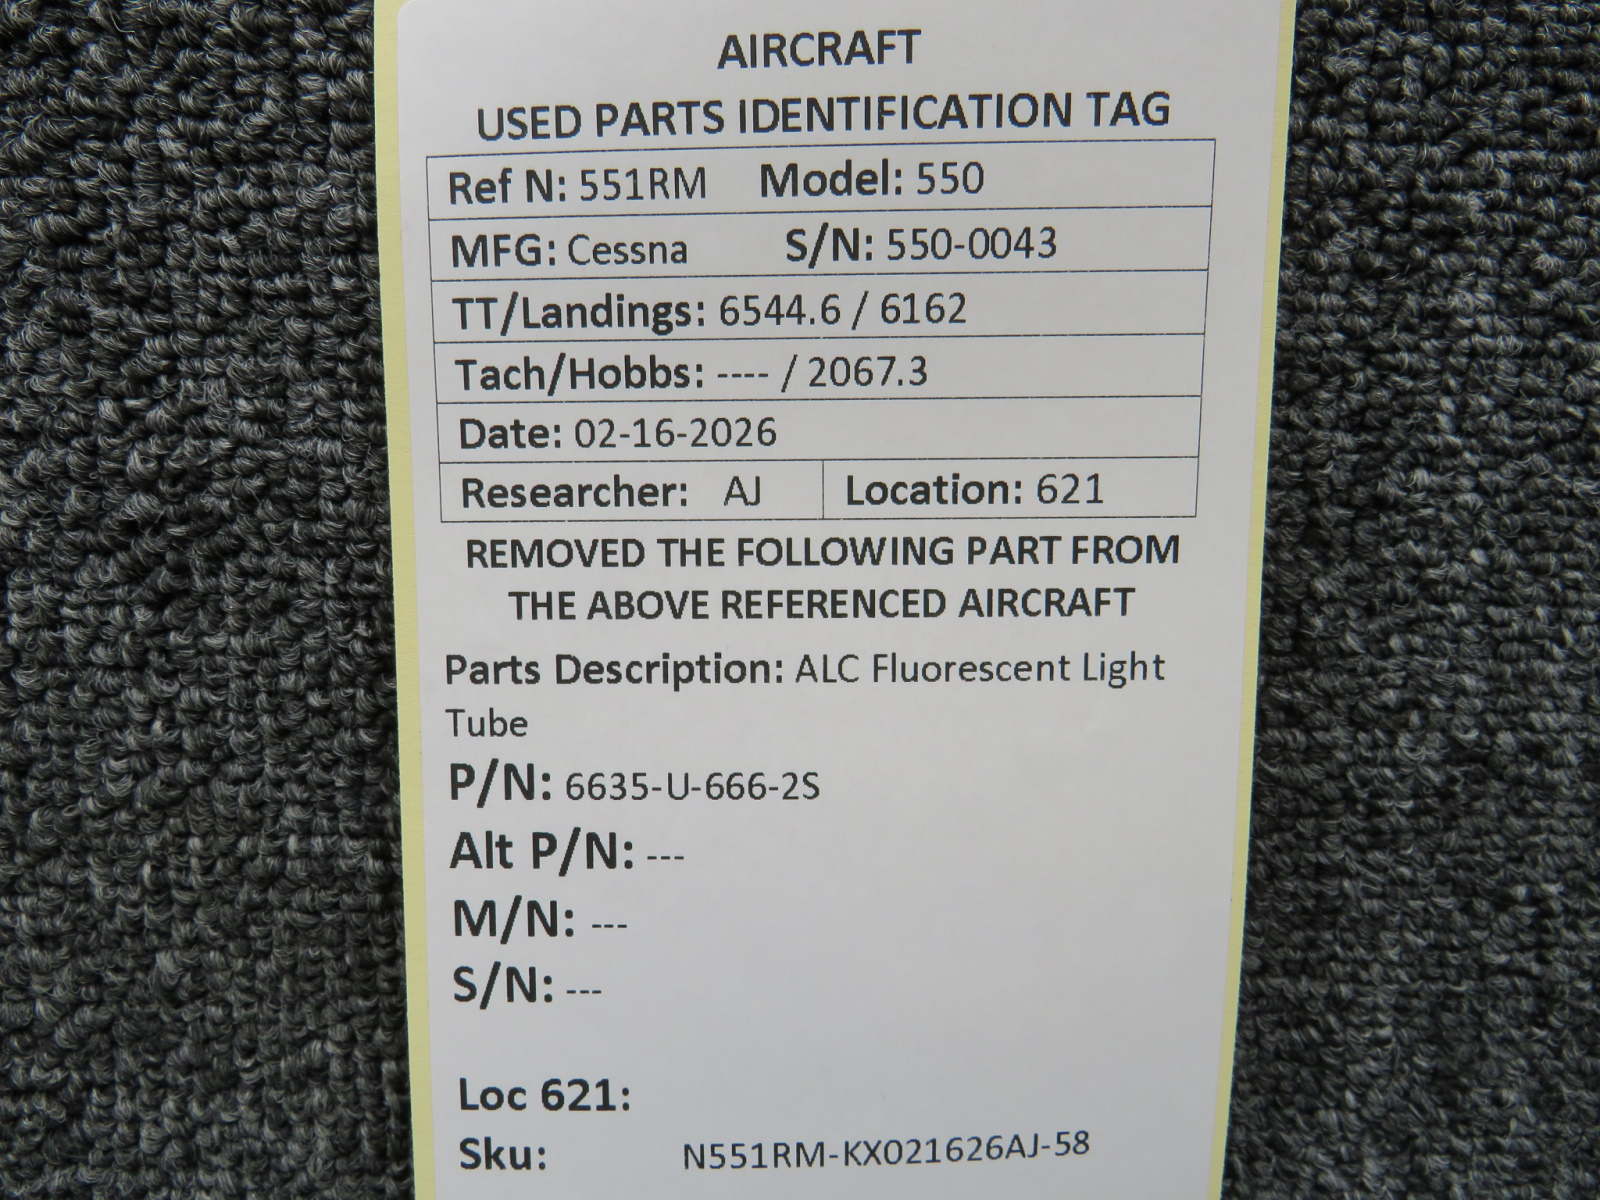 AIRCRAFT
USED PARTS IDENTIFICATION TAG
Ref N: 551RM Model: 550
MFG: Cessna S/N: 550-0043
TT/Landings: 6544.6 / 6162
Tach/Hobbs: ---- / 2067.3
Date: 02-16-2026
Researcher: AJ Location: 621
REMOVED THE FOLLOWING PART FROM
THE ABOVE REFERENCED AIRCRAFT
Parts Description: ALC Fluorescent Light
Tube
P/N: 6635-U-666-2S
Alt P/N: ---
M/N: ---
S/N: ---
Loc 621:
Sku: N551RM-KX021626AJ-58